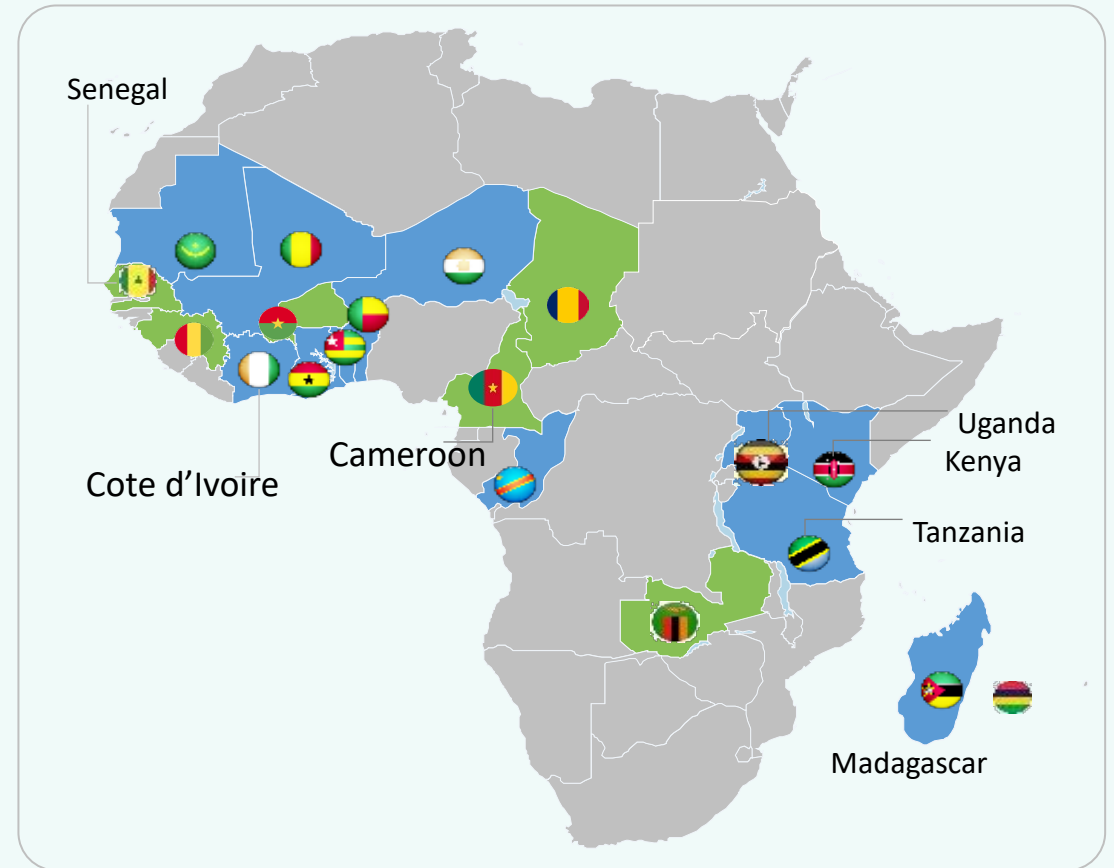 Senegal
Cameroon
Cote d’Ivoire
Uganda
Kenya
Tanzania
Madagascar